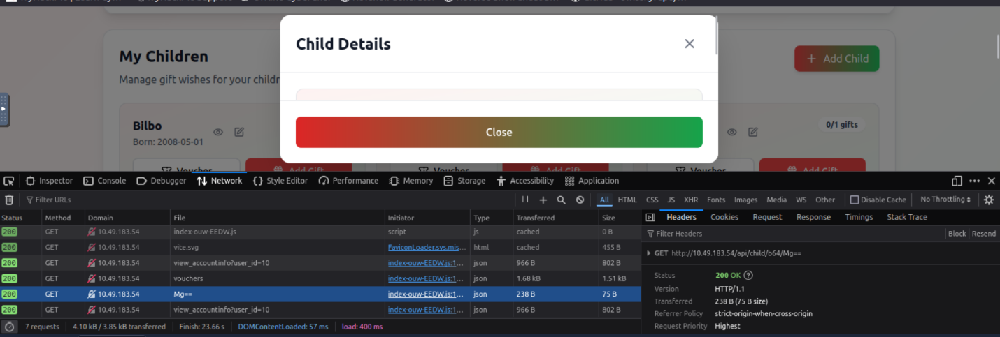 Child Details
My Children
Add Child
Manage gift wishes for your childr
Close
Bilbo
0/1 gifts
Born: 2008-05-01
Voucher Add Gift Voucher Add Gift Voucher Add Gift
Inspector Console Debugger Network Style Editor Performance Memory Storage Accessibility Application
Filter URLs All HTML CSS JS XHR Fonts Images Media WS Other Disable Cache No Throttling
Status Method Domain File Initiator Type Transferred Size Headers Cookies Request Response Timings Stack Trace
200 GET 10.49.183.54 index-ouw-EEDW.js script js cached 0 B
Filter Headers Block Resend
200 GET 10.49.183.54 vite.svg FaviconLoader.sys.mis... html cached 455 B
GET http://10.49.183.54/api/child/b64/Mg==
200 GET 10.49.183.54 view_accountinfo?user_id=10 index-ouw-EEDW.js:1... json 966 B 802 B
Status 200 OK ?
200 GET 10.49.183.54 vouchers index-ouw-EEDW.js:1... json 1.68 kB 1.51 kB
Version HTTP/1.1
200 GET 10.49.183.54 Mg== index-ouw-EEDW.js:1... json 238 B 75 B
Transferred 238 B (75 B size)
200 GET 10.49.183.54 view_accountinfo?user_id=10 index-ouw-EEDW.js:1... json 966 B 802 B
Referrer Policy strict-origin-when-cross-origin
7 requests 4.10 kB / 3.85 kB transferred Finish: 23.66 s DOMContentLoaded: 57 ms load: 400 ms
Request Priority Highest